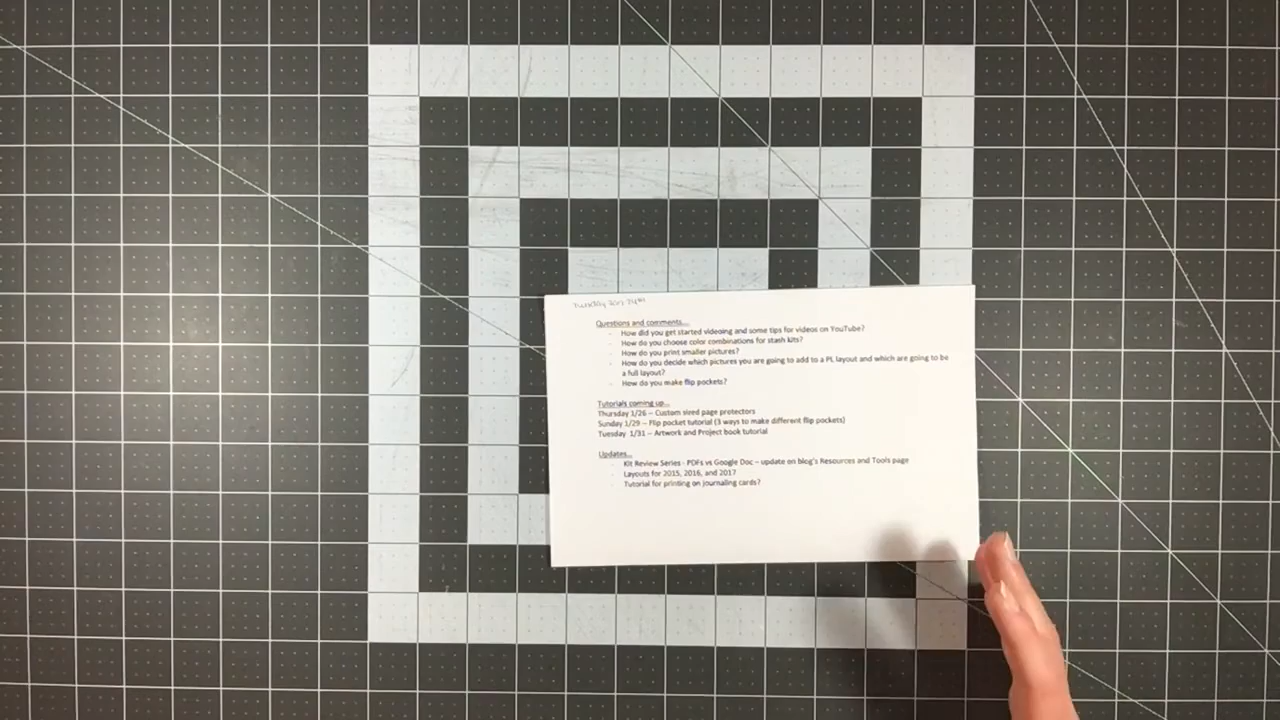 Tuesday 24th
Questions and comments...
- How did you get started videoing and some tips for videos on YouTube?
- How do you choose color combinations for stash kits?
- How do you print smaller pictures?
- How do you decide which pictures you are going to add to a PL layout and which are going to be
a full layout?
- How do you make flip pockets?
Tutorials coming up...
Thursday 1/26 – Custom sized page protectors
Sunday 1/29 – Flip pocket tutorial (3 ways to make different flip pockets)
Tuesday 1/31 – Artwork and Project book tutorial
Updates...
- Kit Review Series - PDFs vs Google Doc – update on blog's Resources and Tools page
- Layouts for 2015, 2016, and 2017
- Tutorial for printing on journaling cards?